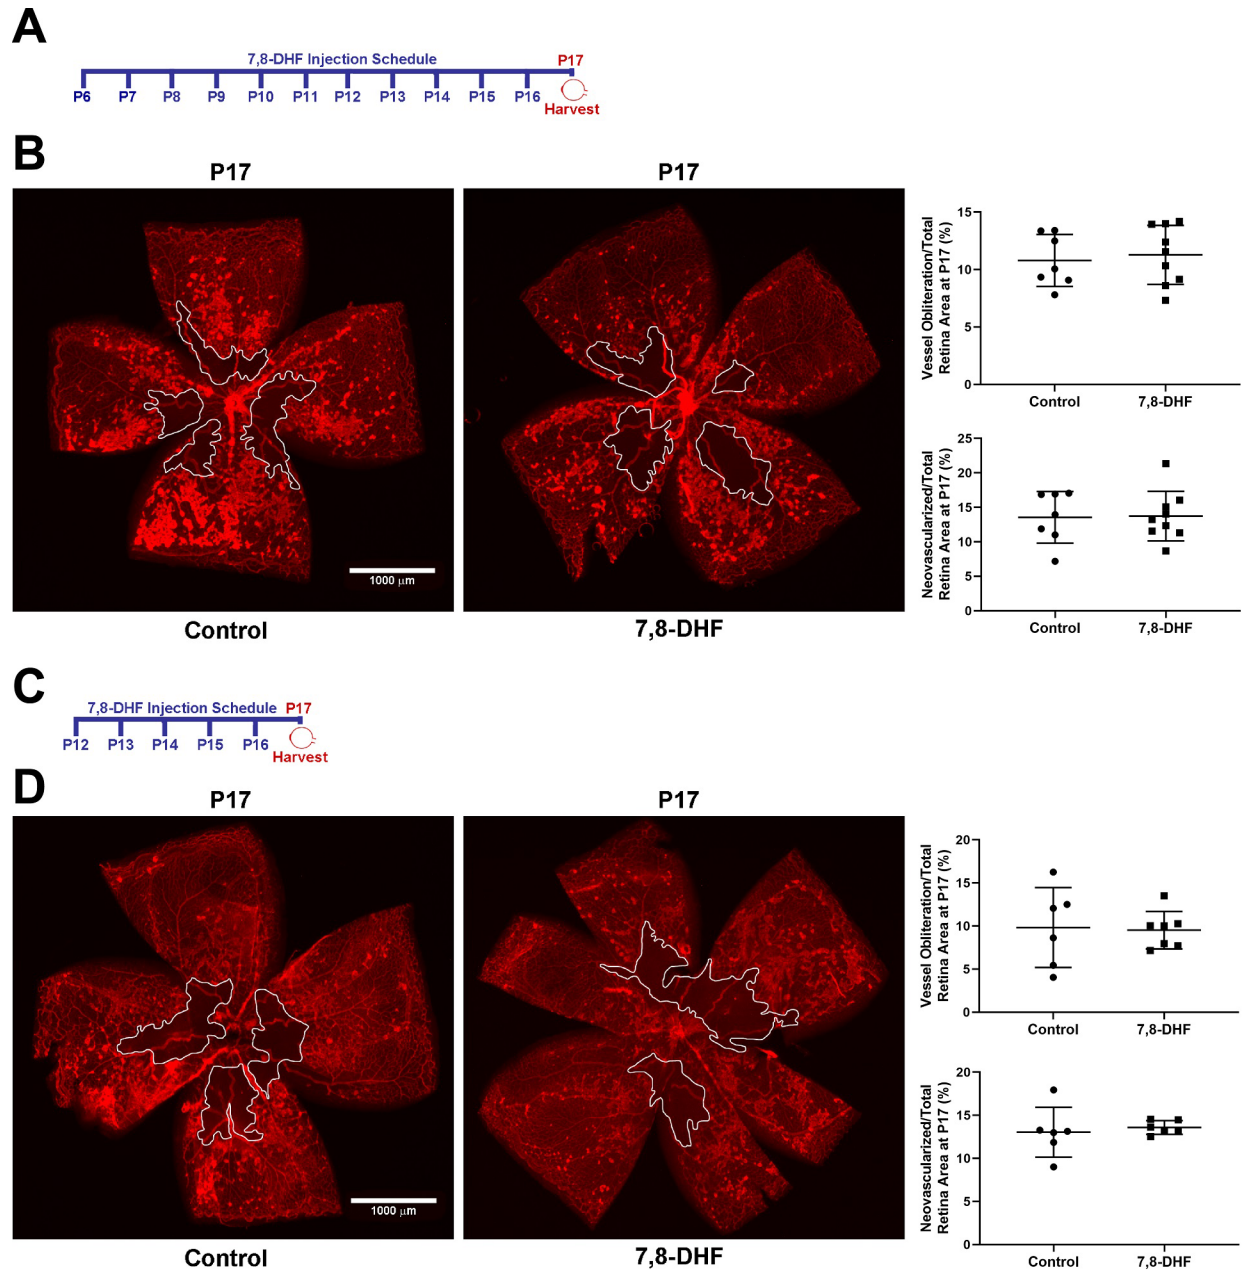 A
7,8-DHF Injection Schedule
P17
P6 P7 P8 P9 P10 P11 P12 P13 P14 P15 P16
Harvest
B
P17
P17
1000 µm
Control
7,8-DHF
Vessel Obliteration/Total
Retina Area at P17 (%)
15
10
5
0
Control
7,8-DHF
Neovascularized/Total
Retina Area at P17 (%)
25
20
15
10
5
0
Control
7,8-DHF
C
7,8-DHF Injection Schedule
P17
P12 P13 P14 P15 P16
Harvest
D
P17
P17
1000 µm
Control
7,8-DHF
Vessel Obliteration/Total
Retina Area at P17 (%)
20
15
10
5
0
Control
7,8-DHF
Neovascularized/Total
Retina Area at P17 (%)
20
15
10
5
0
Control
7,8-DHF